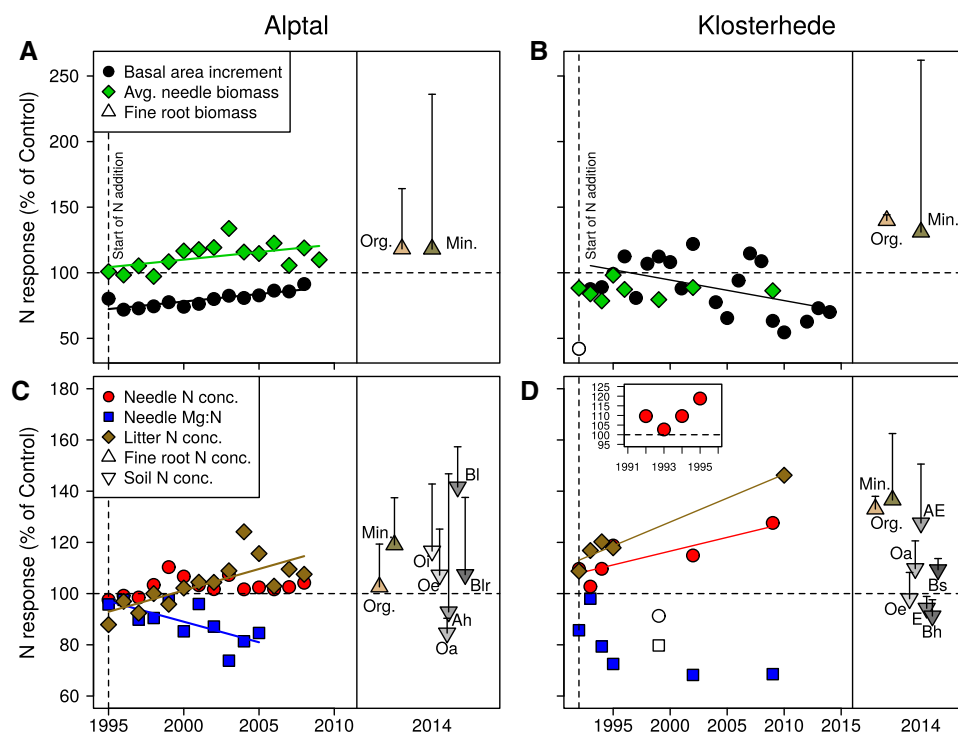 Alptal
Klosterhede
A
B
N response (% of Control)
250
200
150
100
50
Basal area increment
Avg. needle biomass
Fine root biomass
Start of N addition
Org.
Min.
Start of N addition
Org.
Min.
C
D
N response (% of Control)
180
160
140
120
100
80
60
Needle N conc.
Needle Mg:N
Litter N conc.
Fine root N conc.
Soil N conc.
Min.
Org.
Oi
Oe
Bl
Blr
Ah
Oa
125
120
115
110
105
100
95
1991 1993 1995
Min.
Org.
AE
Oa
Bs
Oe
E
Bh
1995 2000 2005 2010 2014
1995 2000 2005 2010 2015 2014